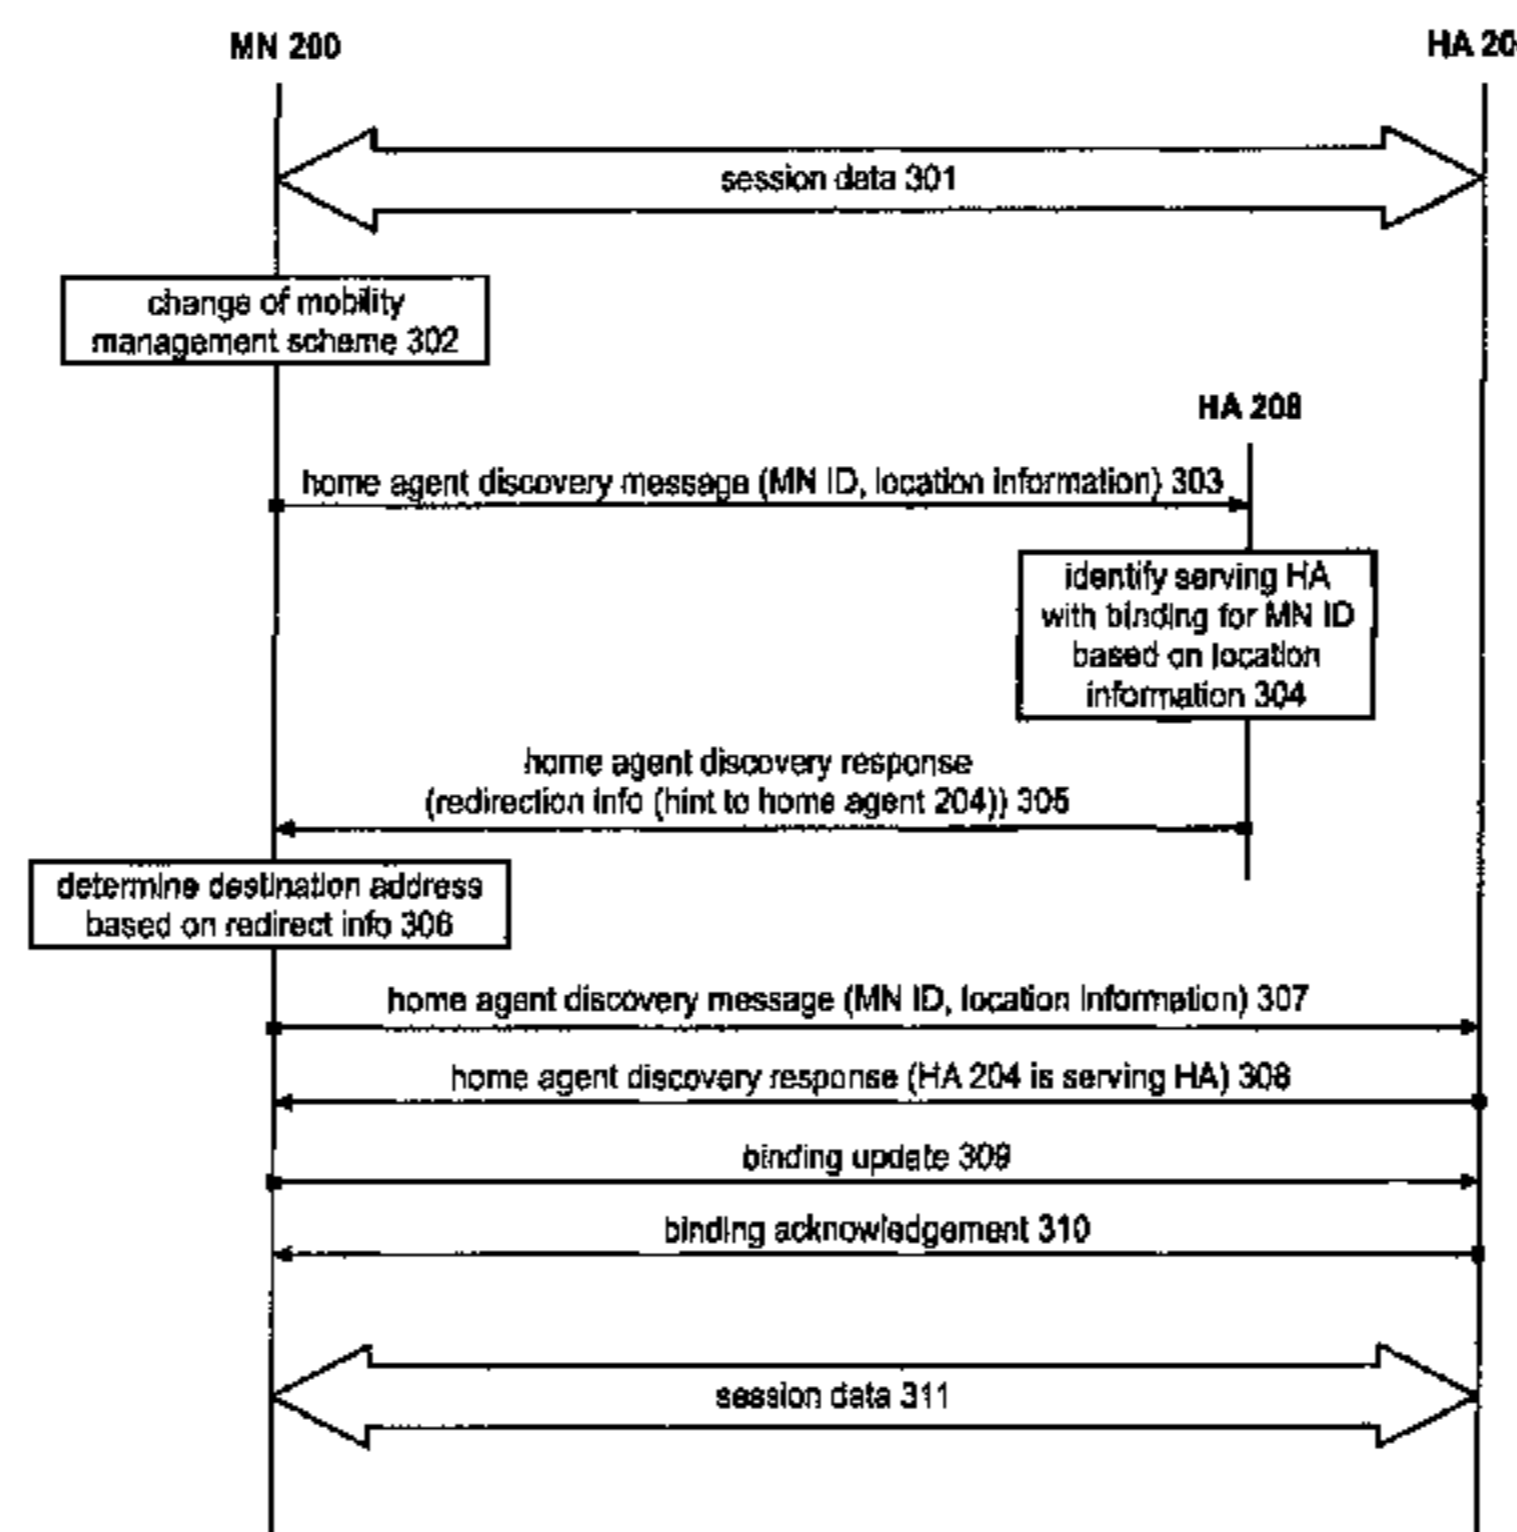 MN 200
HA 20
session data 301
change of mobility
management scheme 302
HA 208
home agent discovery message (MN ID, location information) 303
identify serving HA
with binding for MN ID
based on location
information 304
home agent discovery response
(redirection info (hint to home agent 204)) 305
determine destination address
based on redirect info 306
home agent discovery message (MN ID, location information) 307
home agent discovery response (HA 204 is serving HA) 308
binding update 309
binding acknowledgement 310
session data 311